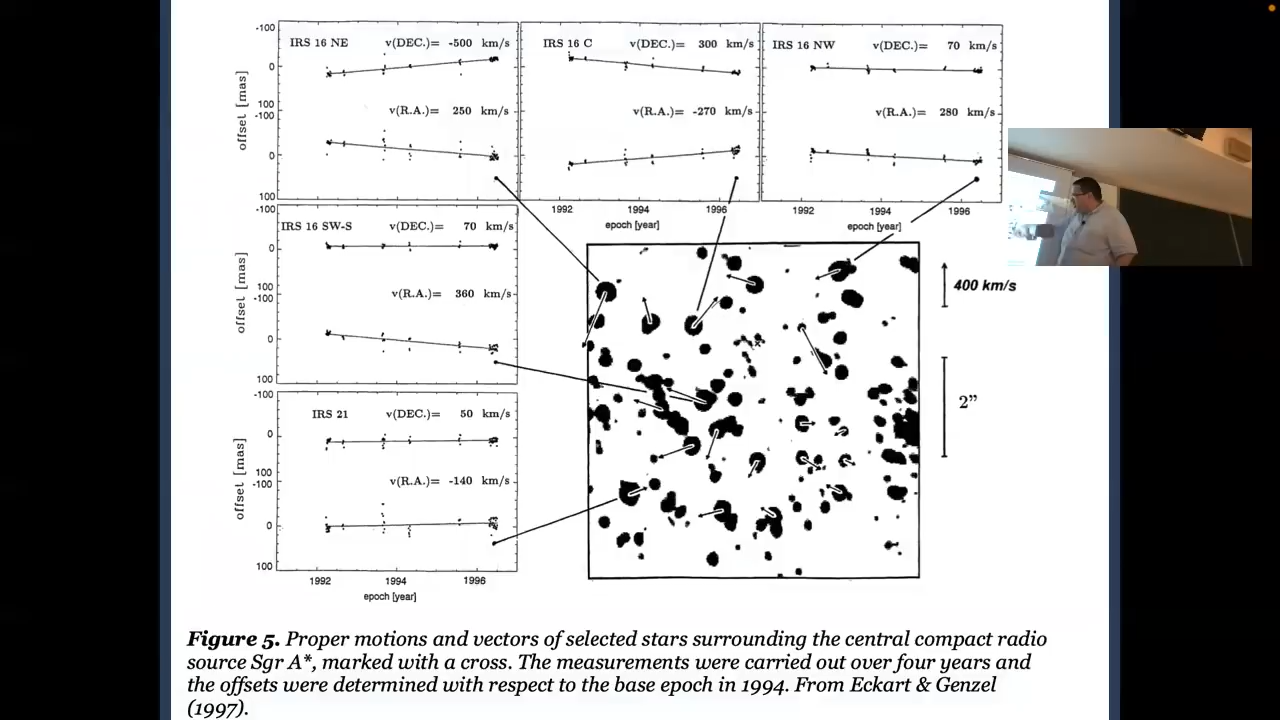 -100
IRS 16 NE v(DEC.)= -500 km/s
0
offset [mas]
100
-100
v(R.A.)= 250 km/s
0
100
IRS 16 C v(DEC.)= 300 km/s
v(R.A.)= -270 km/s
1992 1994 1996
epoch [year]
IRS 16 NW v(DEC.)= 70 km/s
v(R.A.)= 280 km/s
1992 1994 1996
epoch [year]
-100
IRS 16 SW-S v(DEC.)= 70 km/s
0
offset [mas]
100
-100
v(R.A.)= 360 km/s
0
100
-100
IRS 21 v(DEC.)= 50 km/s
0
offset [mas]
100
-100
v(R.A.)= -140 km/s
0
100
1992 1994 1996
epoch [year]
400 km/s
2”
Figure 5. Proper motions and vectors of selected stars surrounding the central compact radio
source Sgr A*, marked with a cross. The measurements were carried out over four years and
the offsets were determined with respect to the base epoch in 1994. From Eckart & Genzel
(1997).